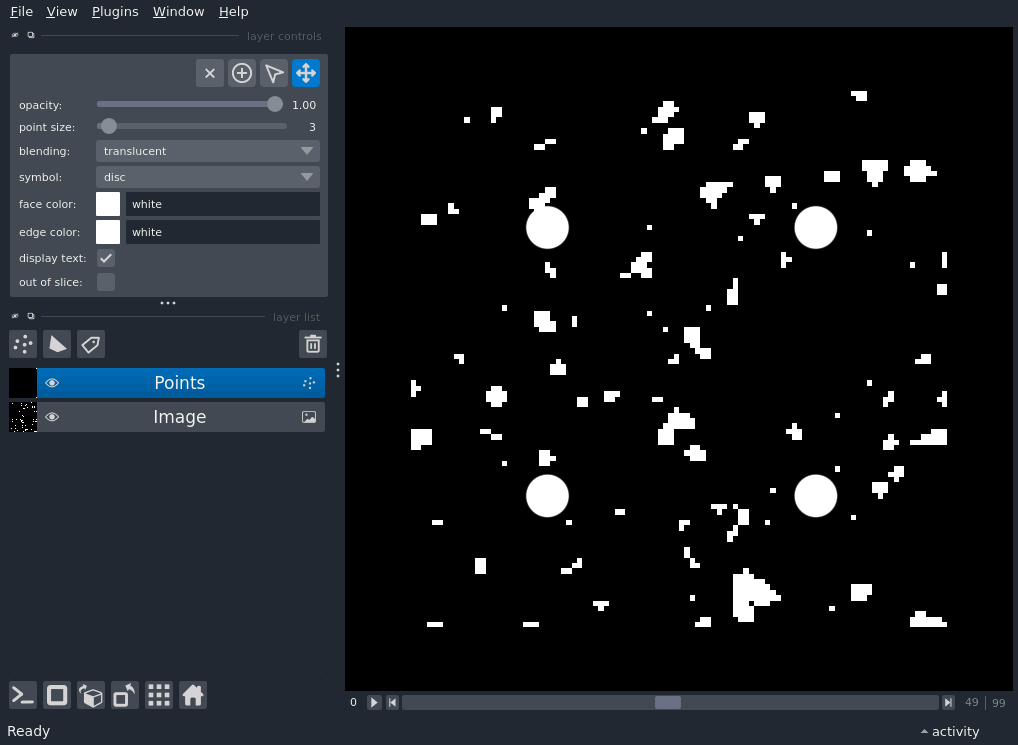 File View Plugins Window Help
layer controls
opacity: 1.00
point size: 3
blending: translucent
symbol: disc
face color: white
edge color: white
display text:
out of slice:
layer list
Points
Image
0 49 | 99
Ready activity